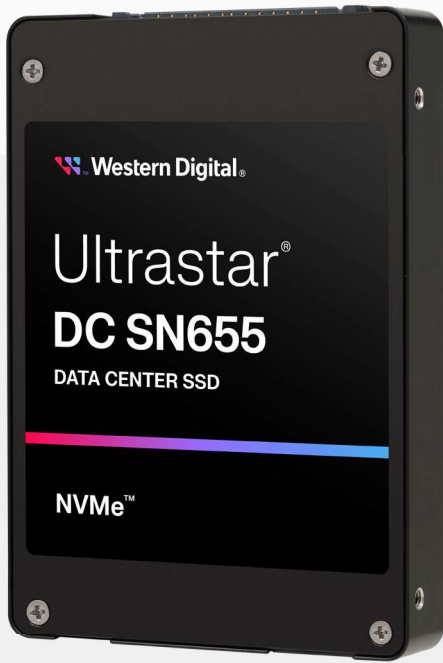 Western Digital®
Ultrastar®
DC SN655
DATA CENTER SSD
NVMe™